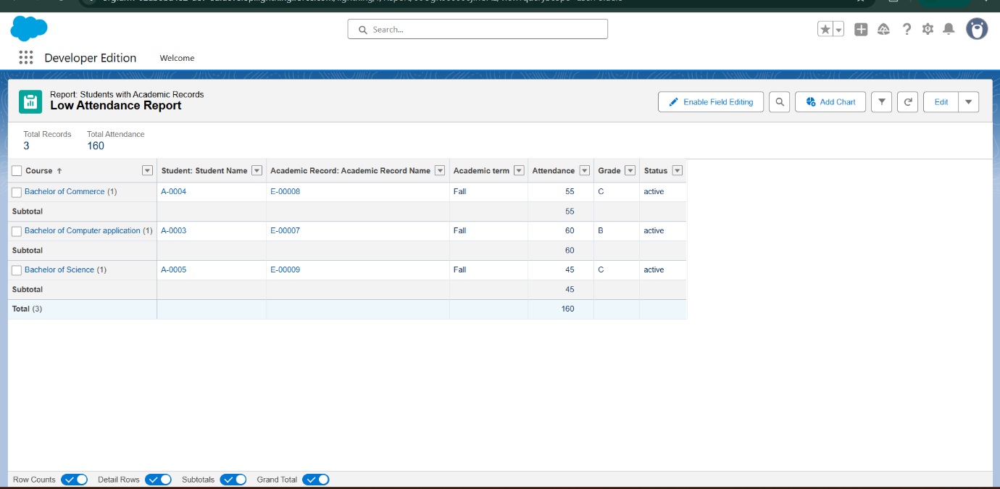 Search...
Developer Edition Welcome
Report: Students with Academic Records
Low Attendance Report
Enable Field Editing Add Chart Edit
Total Records Total Attendance
3 160
Course ↑ Student: Student Name Academic Record: Academic Record Name Academic term Attendance Grade Status
Bachelor of Commerce (1) A-0004 E-00008 Fall 55 C active
Subtotal 55
Bachelor of Computer application (1) A-0003 E-00007 Fall 60 B active
Subtotal 60
Bachelor of Science (1) A-0005 E-00009 Fall 45 C active
Subtotal 45
Total (3) 160
Row Counts Detail Rows Subtotals Grand Total